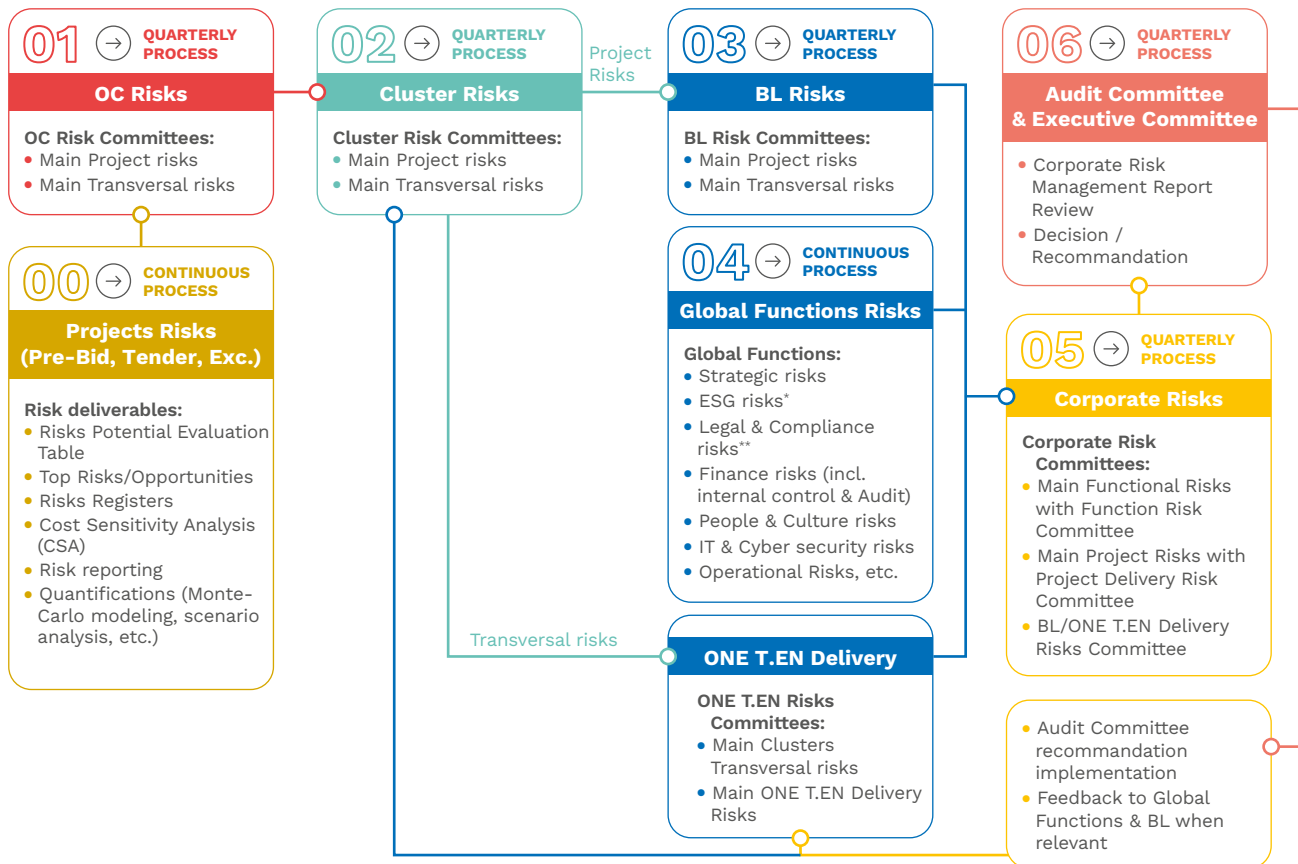 01
QUARTERLY
PROCESS
OC Risks
OC Risk Committees:
• Main Project risks
• Main Transversal risks
00
CONTINUOUS
PROCESS
Projects Risks
(Pre-Bid, Tender, Exc.)
Risk deliverables:
• Risks Potential Evaluation
Table
• Top Risks/Opportunities
• Risks Registers
• Cost Sensitivity Analysis
(CSA)
• Risk reporting
• Quantifications (Monte-
Carlo modeling, scenario
analysis, etc.)
02
QUARTERLY
PROCESS
Cluster Risks
Cluster Risk Committees:
• Main Project risks
• Main Transversal risks
Project
Risks
Transversal risks
03
QUARTERLY
PROCESS
BL Risks
BL Risk Committees:
• Main Project risks
• Main Transversal risks
04
CONTINUOUS
PROCESS
Global Functions Risks
Global Functions:
• Strategic risks
• ESG risks*
• Legal & Compliance
risks**
• Finance risks (incl.
internal control & Audit)
• People & Culture risks
• IT & Cyber security risks
• Operational Risks, etc.
ONE T.EN Delivery
ONE T.EN Risks
Committees:
• Main Clusters
Transversal risks
• Main ONE T.EN Delivery
Risks
06
QUARTERLY
PROCESS
Audit Committee
& Executive Committee
• Corporate Risk
Management Report
Review
• Decision /
Recommandation
05
QUARTERLY
PROCESS
Corporate Risks
Corporate Risk
Committees:
• Main Functional Risks
with Function Risk
Committee
• Main Project Risks with
Project Delivery Risk
Committee
• BL/ONE T.EN Delivery
Risks Committee
• Audit Committee
recommandation
implementation
• Feedback to Global
Functions & BL when
relevant